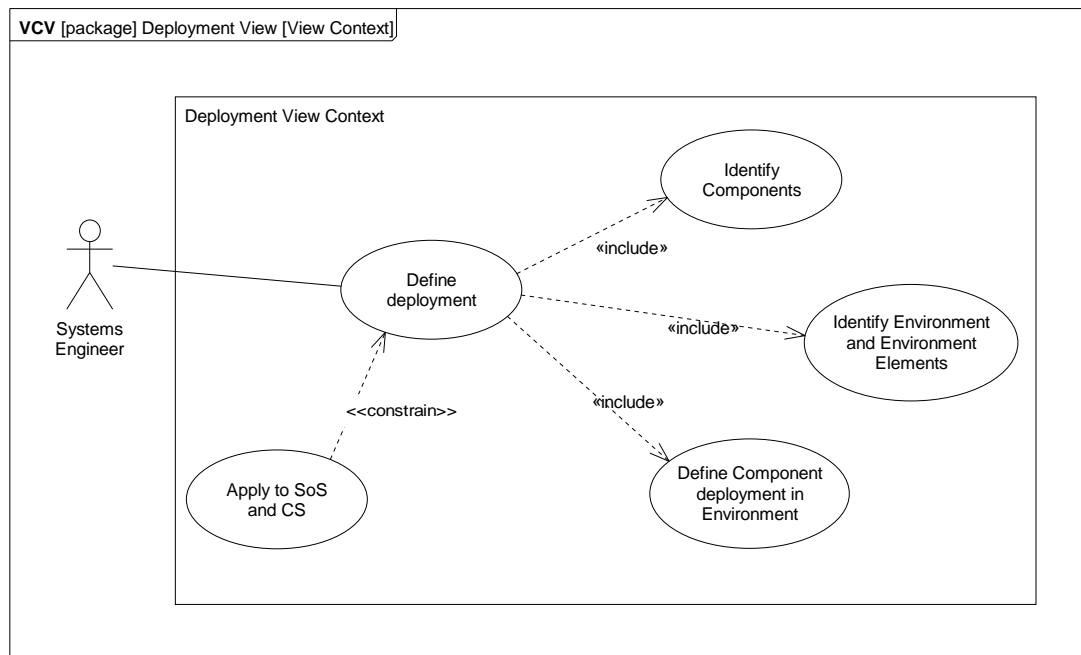 VCV [package] Deployment View [View Context]
Deployment View Context
Identify
Components
«include»
Define
deployment
Systems
Engineer
«include»
Identify Environment
and Environment
Elements
«include»
<<constrain>>
Apply to SoS
and CS
Define Component
deployment in
Environment